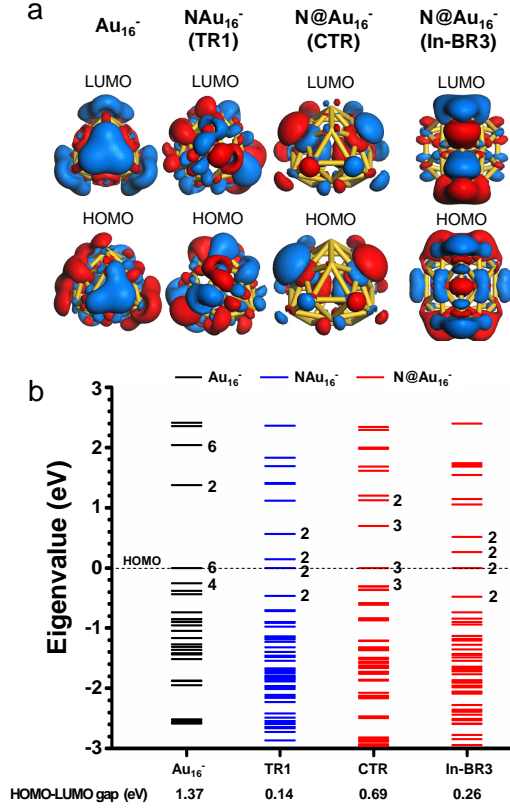 a
Au₁₆⁻ NAu₁₆⁻ N@Au₁₆⁻ N@Au₁₆⁻
(TR1) (CTR) (In-BR3)
LUMO LUMO LUMO LUMO
HOMO HOMO HOMO HOMO
b
Au₁₆⁻ NAu₁₆⁻ N@Au₁₆⁻
3
2
1
0
-1
-2
-3
Eigenvalue (eV)
HOMO
6
2
6
4
2
2
2
2
2
3
3
3
2
2
2
2
Au₁₆⁻ TR1 CTR In-BR3
HOMO-LUMO gap (eV) 1.37 0.14 0.69 0.26